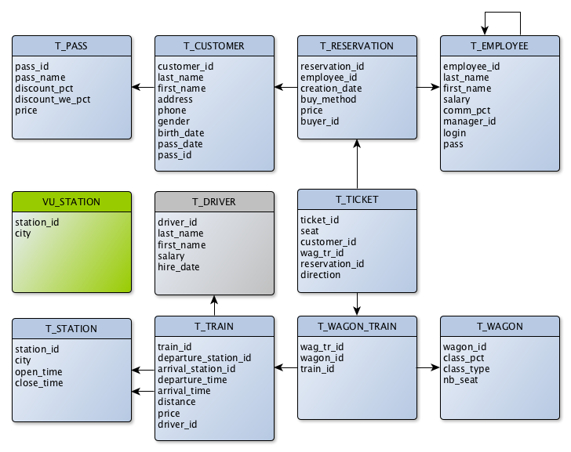 T_PASS
pass_id
pass_name
discount_pct
discount_we_pct
price
T_CUSTOMER
customer_id
last_name
first_name
address
phone
gender
birth_date
pass_date
pass_id
T_RESERVATION
reservation_id
employee_id
creation_date
buy_method
price
buyer_id
T_EMPLOYEE
employee_id
last_name
first_name
salary
comm_pct
manager_id
login
pass
VU_STATION
station_id
city
T_DRIVER
driver_id
last_name
first_name
salary
hire_date
T_TICKET
ticket_id
seat
customer_id
wag_tr_id
reservation_id
direction
T_STATION
station_id
city
open_time
close_time
T_TRAIN
train_id
departure_station_id
arrival_station_id
departure_time
arrival_time
distance
price
driver_id
T_WAGON_TRAIN
wag_tr_id
wagon_id
train_id
T_WAGON
wagon_id
class_pct
class_type
nb_seat